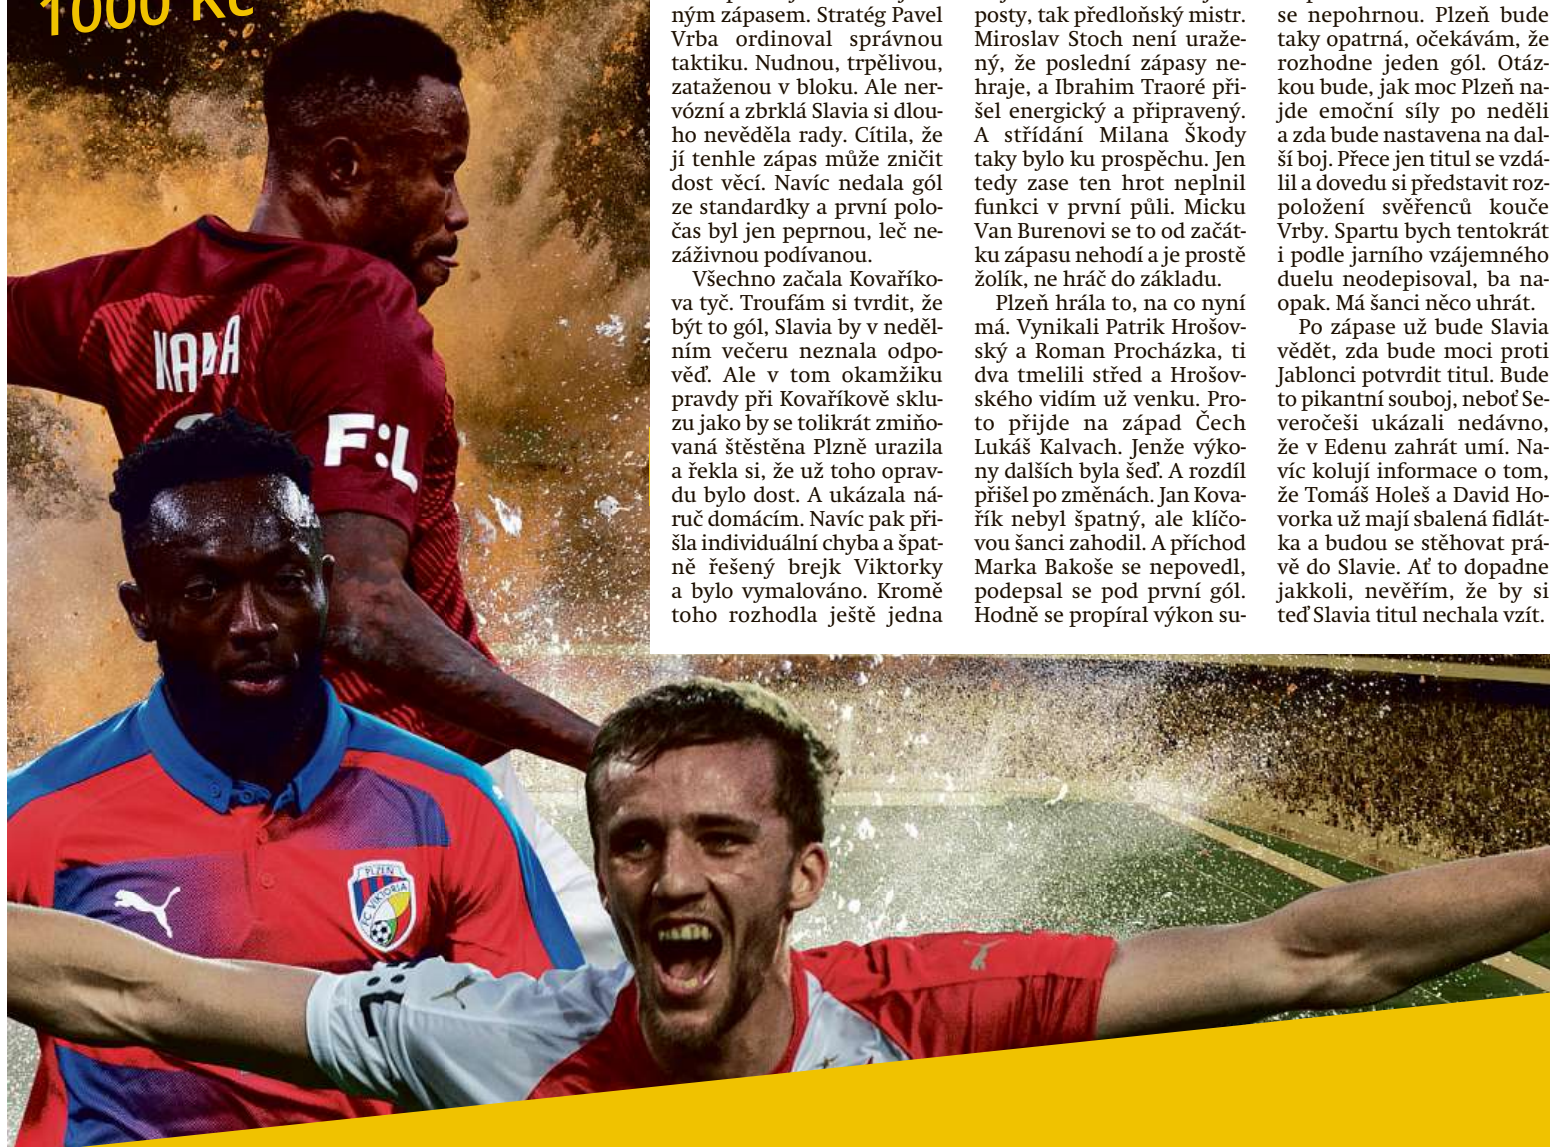 1000 Kč
ným zápasem. Stratég Pavel
Vrba ordinoval správnou
taktiku. Nudnou, trpělivou,
zataženou v bloku. Ale ner-
vózní a zbrklá Slavia si dlou-
ho nevěděla rady. Cítila, že
jí tenhle zápas může zničit
dost věcí. Navíc nedala gól
ze standardky a první polo-
čas byl jen peprnou, leč ne-
záživnou podívanou.
Všechno začala Kovaříko-
va tyč. Troufám si tvrdit, že
být to gól, Slavia by v neděl-
ním večeru neznala odpo-
věď. Ale v tom okamžiku
pravdy při Kovaříkově sklu-
zu jako by se tolikrát zmiňo-
vaná štěstěna Plzně urazila
a řekla si, že už toho oprav-
du bylo dost. A ukázala ná-
ruč domácím. Navíc pak při-
šla individuální chyba a špat-
ně řešený brejk Viktorky
a bylo vymalováno. Kromě
toho rozhodla ještě jedna
posty, tak předloňský mistr.
Miroslav Stoch není uraže-
ný, že poslední zápasy ne-
hraje, a Ibrahim Traoré při-
šel energický a připravený.
A střídání Milana Škody
taky bylo ku prospěchu. Jen
tedy zase ten hrot neplnil
funkci v první půli. Micku
Van Burenovi se to od začát-
ku zápasu nehodí a je prostě
žolík, ne hráč do základu.
Plzeň hrála to, na co nyní
má. Vynikali Patrik Hrošov-
ský a Roman Procházka, ti
dva tmelili střed a Hrošov-
ského vidím už venku. Pro-
to přijde na západ Čech
Lukáš Kalvach. Jenže výko-
ny dalších byla šeď. A rozdíl
přišel po změnách. Jan Kova-
řík nebyl špatný, ale klíčo-
vou šanci zahodil. A příchod
Marka Bakoše se nepovedl,
podepsal se pod první gól.
Hodně se propíral výkon su-
se nepohrnou. Plzeň bude
taky opatrná, očekávám, že
rozhodne jeden gól. Otáz-
kou bude, jak moc Plzeň na-
jde emoční síly po neděli
a zda bude nastavena na dal-
ší boj. Přece jen titul se vzdá-
lil a dovedu si představit roz-
položení svěřenců kouče
Vrby. Spartu bych tentokrát
i podle jarního vzájemného
duelu neodepisoval, ba na-
opak. Má šanci něco uhrát.
Po zápase už bude Slavia
vědět, zda bude moci proti
Jablonci potvrdit titul. Bude
to pikantní souboj, neboť Se-
veročeši ukázali nedávno,
že v Edenu zahrát umí. Na-
víc kolují informace o tom,
že Tomáš Holeš a David Ho-
vorka už mají sbalená fidlát-
ka a budou se stěhovat prá-
vě do Slavie. Ať to dopadne
jakkoli, nevěřím, že by si
teď Slavia titul nechala vzít.
F:L
PLZEŇ
FC VIKTORIA